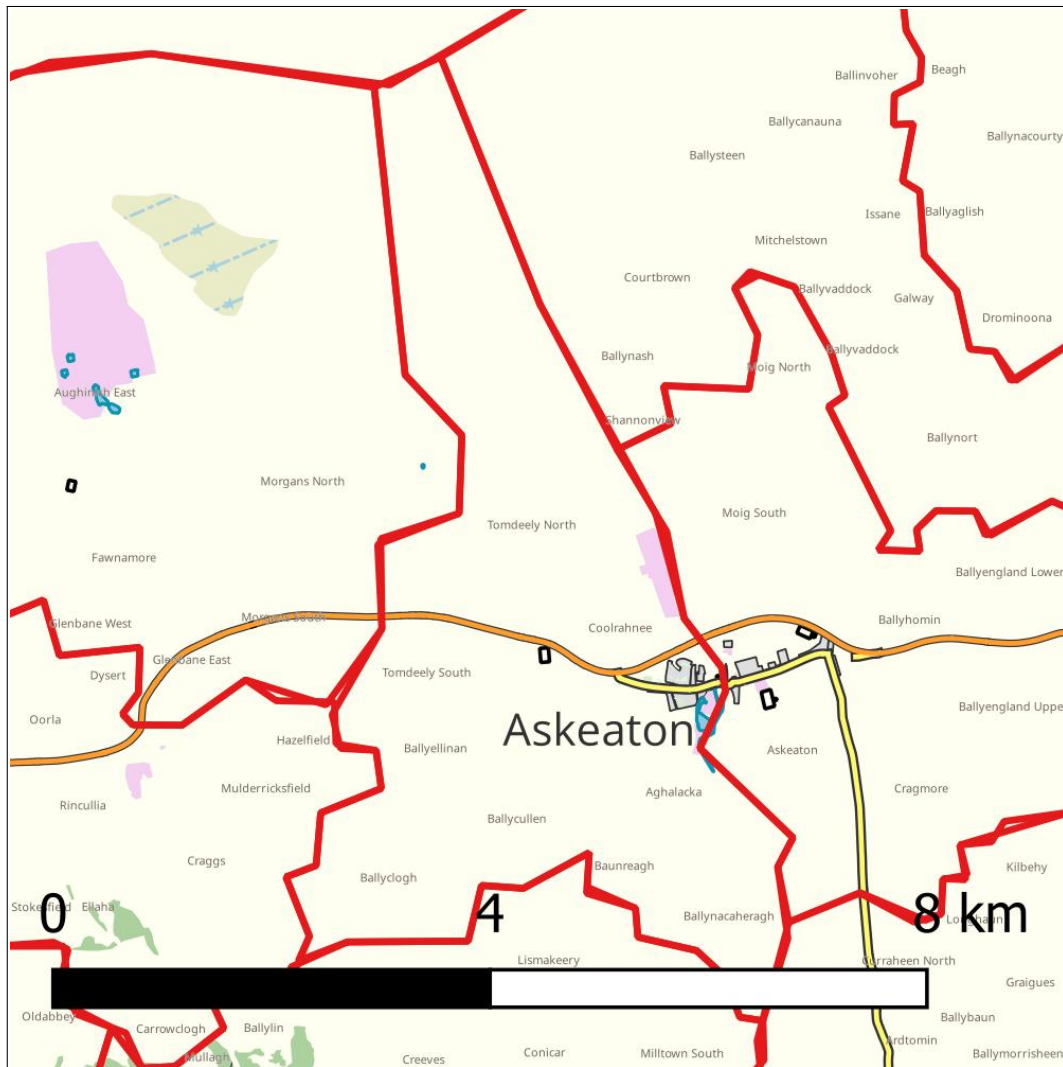 Ballinvoher
Beagh
Ballycanauna
Ballynacourty
Ballysteen
Issane
Ballyaglish
Mitchelstown
Courtbrown
Ballyvaddock
Galway
Drominoona
Ballynash
Ballyvaddock
Moig North
Aughinish East
Shannonview
Ballynort
Morgans North
Moig South
Tomdeely North
Fawnamore
Ballyengland Lower
Glenbane West
Morgans South
Coolrahnee
Ballyhomin
Glenbane East
Dysert
Tomdeely South
Oorla
Ballyengland Uppe
Askeaton
Hazelfield
Ballyellinan
Askeaton
Mulderricksfield
Aghalacka
Cragmore
Rincullia
Ballycullen
Craggs
Baunreagh
Kilbehy
Ballyclogh
Stokesfield
Ellaha
0
4
8 km
Ballynacaheragh
Loughaun
Lismakeery
Curraheen North
Graigues
Oldabbey
Ballybaun
Carrowclogh
Ballylin
Ardtomin
Mullagh
Creeves
Conicar
Milltown South
Ballymorrisheen